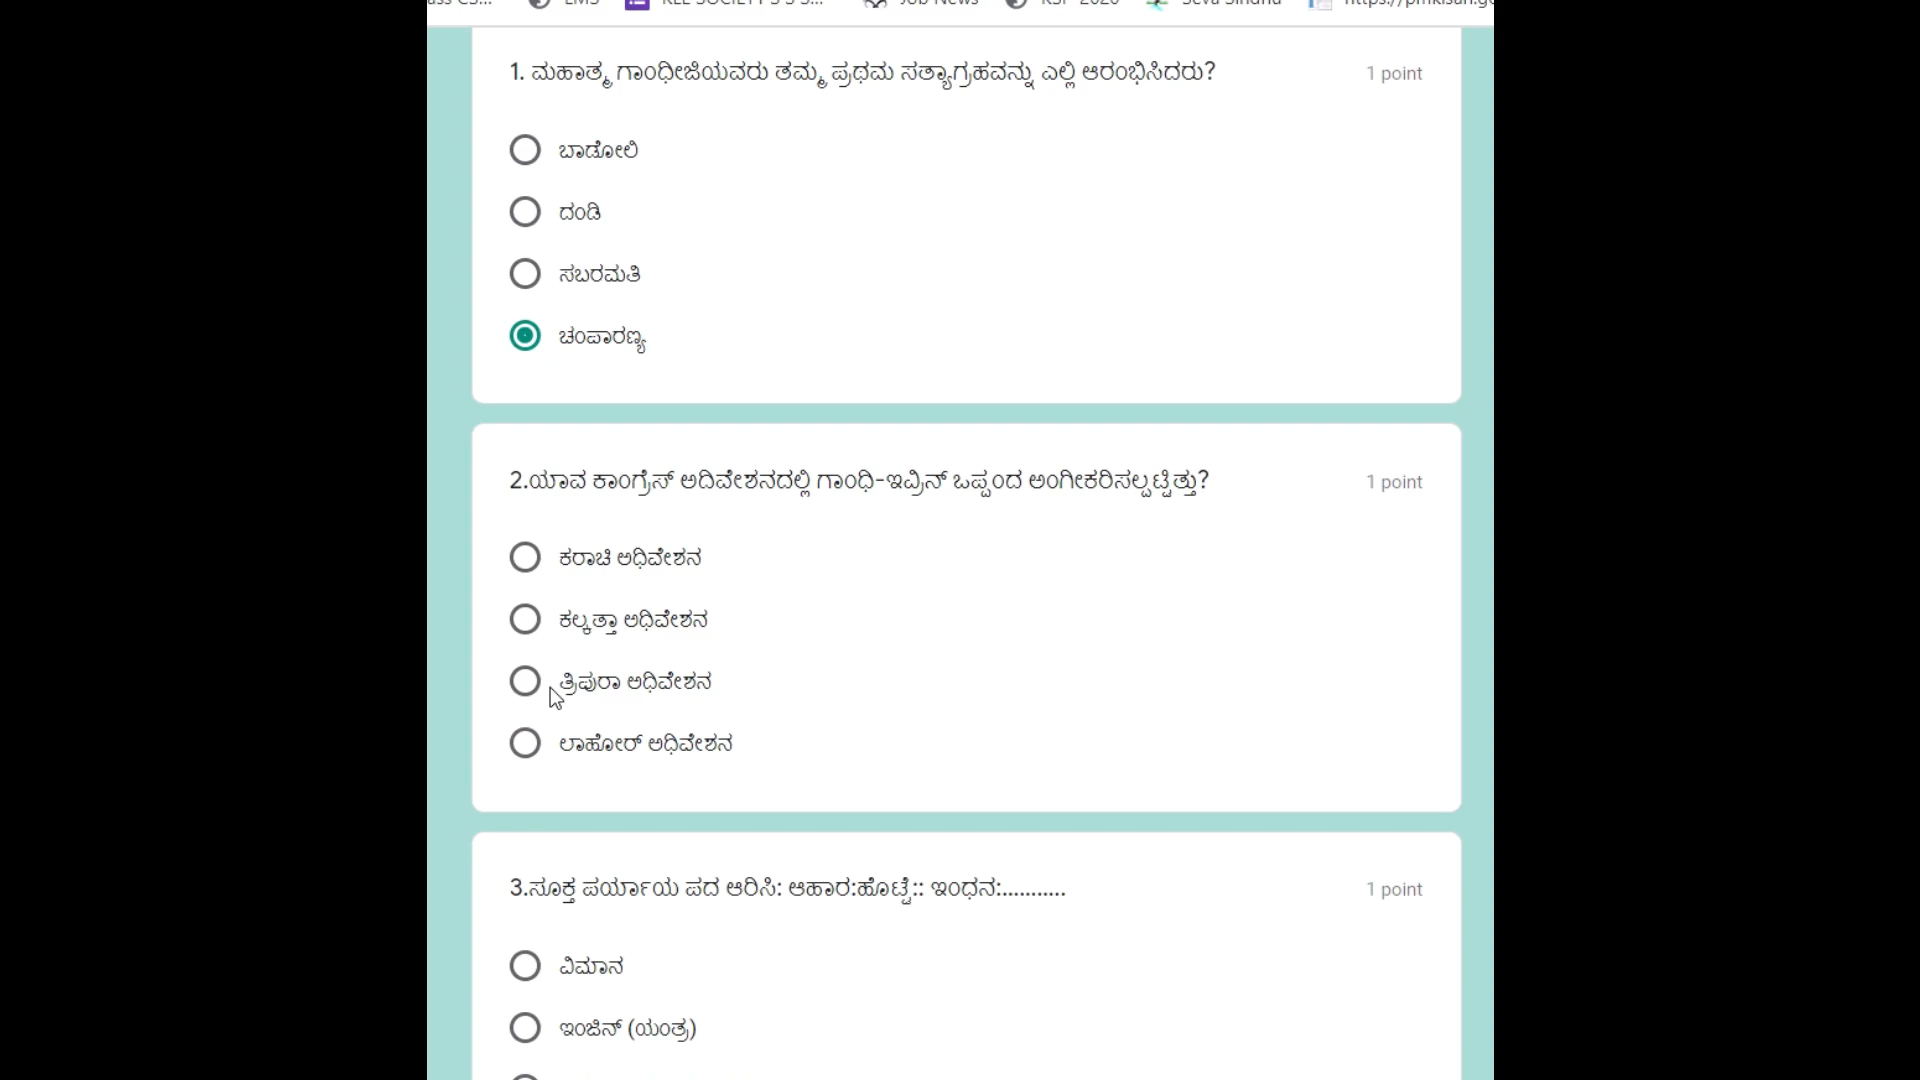 LMS
1. ಮಹಾತ್ಮ ಗಾಂಧೀಜಿಯವರು ತಮ್ಮ ಪ್ರಥಮ ಸತ್ಯಾಗ್ರಹವನ್ನು ಎಲ್ಲಿ ಆರಂಭಿಸಿದರು? 1 point
ಬಾಡೋಲಿ
ದಂಡಿ
ಸಬರಮತಿ
ಚಂಪಾರಣ್ಯ
2.ಯಾವ ಕಾಂಗ್ರೆಸ್ ಅದಿವೇಶನದಲ್ಲಿ ಗಾಂಧಿ-ಇವ್ರಿನ್ ಒಪ್ಪಂದ ಅಂಗೀಕರಿಸಲ್ಪಟ್ಟಿತ್ತು? 1 point
ಕರಾಚಿ ಅಧಿವೇಶನ
ಕಲ್ಕತ್ತಾ ಅಧಿವೇಶನ
ತ್ರಿಪುರಾ ಅಧಿವೇಶನ
ಲಾಹೋರ್ ಅಧಿವೇಶನ
3.ಸೂಕ್ತ ಪರ್ಯಾಯ ಪದ ಆರಿಸಿ: ಆಹಾರ:ಹೊಟ್ಟೆ:: ಇಂಧನ:........... 1 point
ವಿಮಾನ
ಇಂಜಿನ್ (ಯಂತ್ರ)